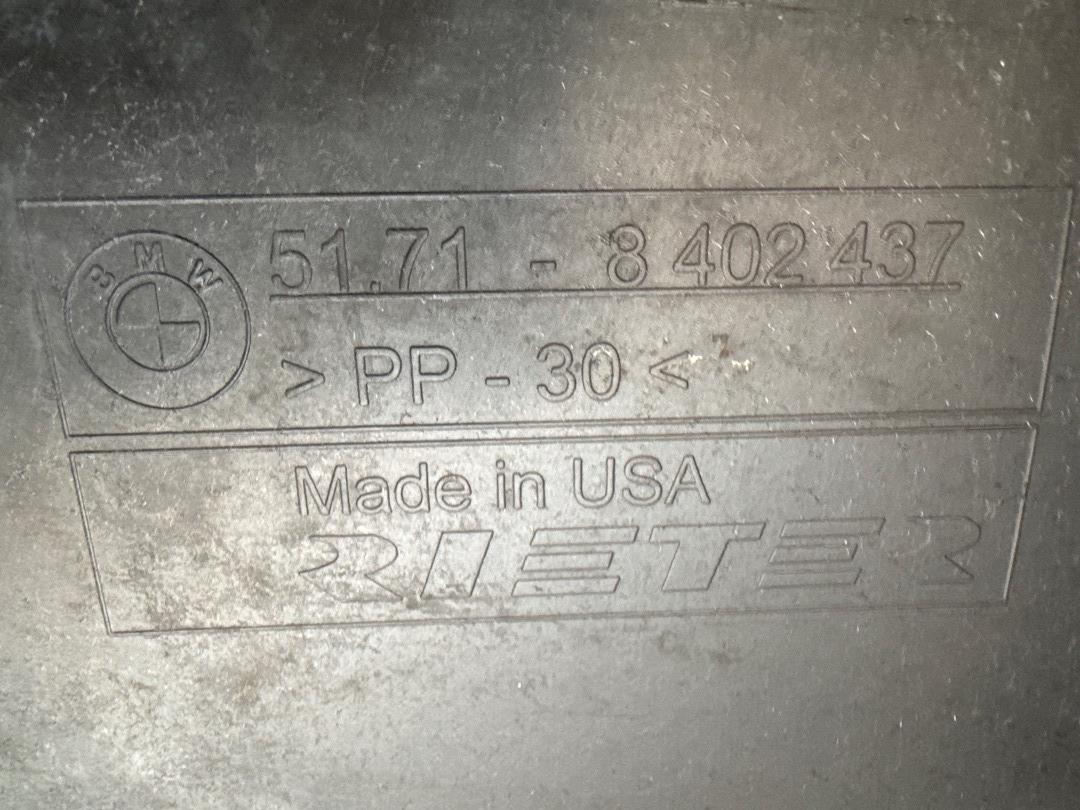 BMW
51.71 - 8 402 437
> PP - 30 <
Made in USA
RIETER